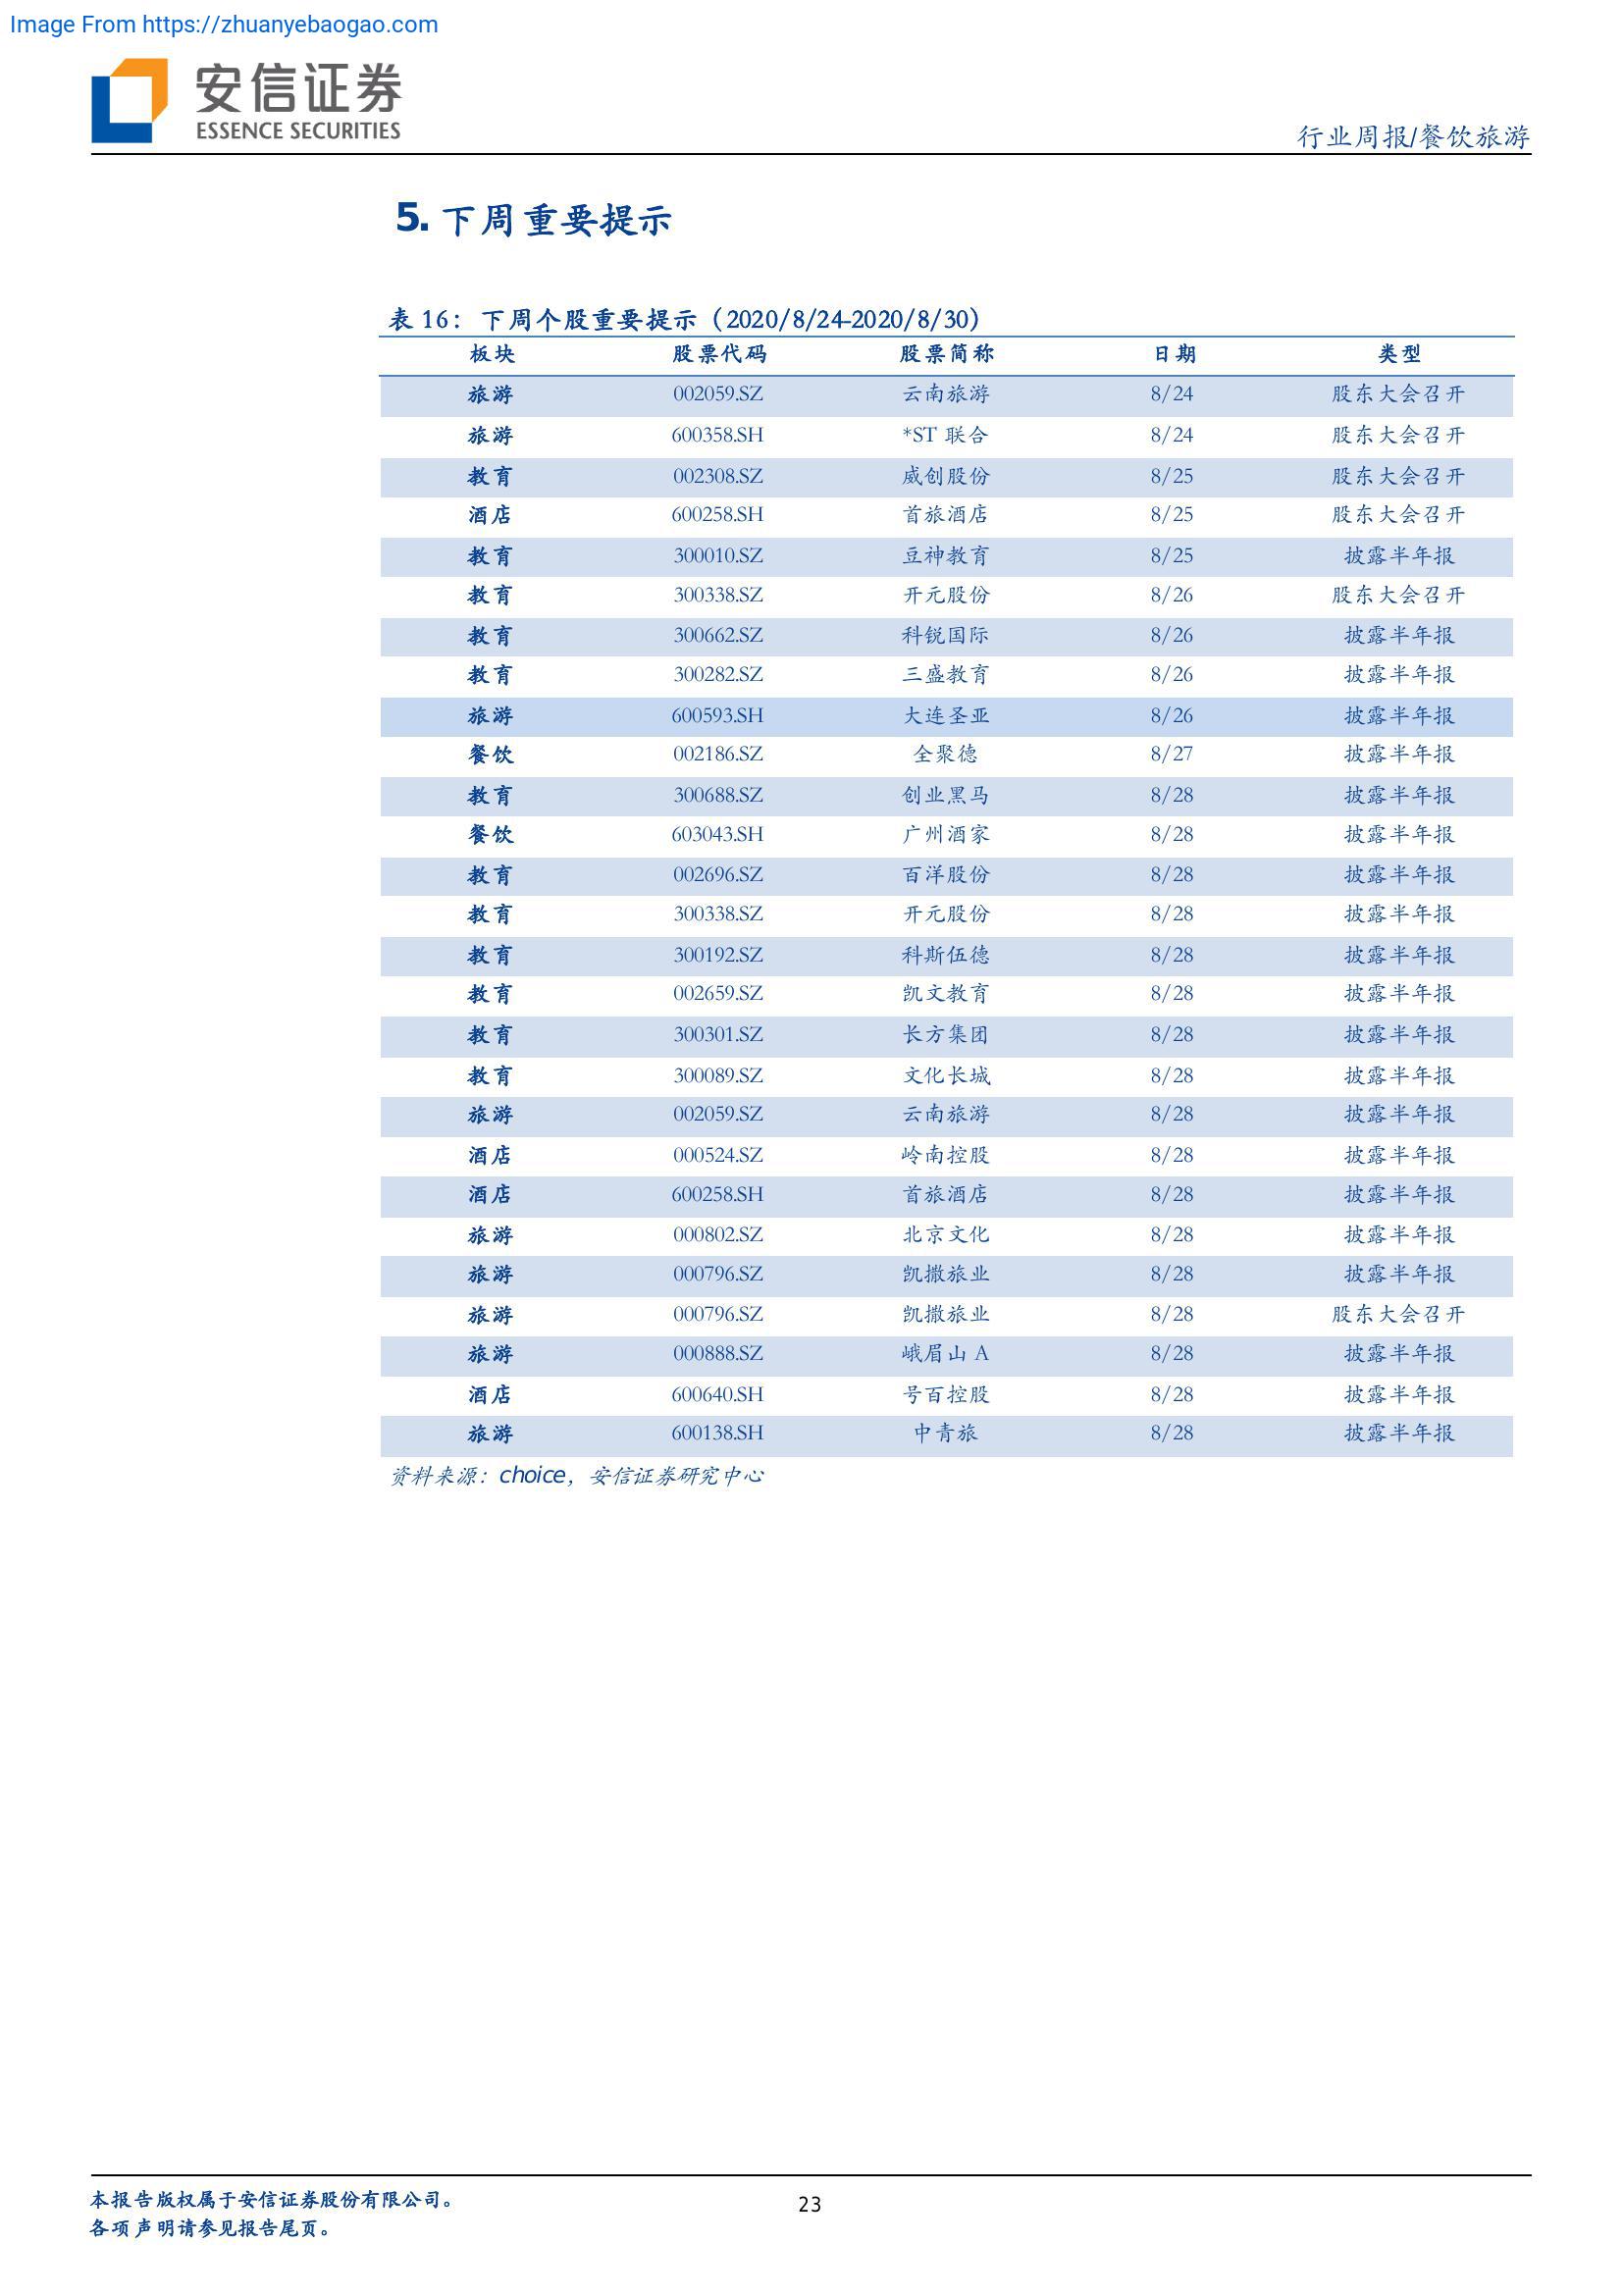 Image From https://zhuanyebaogao.com
安信证券
ESSENCE SECURITIES
行业周报/餐饮旅游
5. 下周重要提示
表 16：下周个股重要提示（2020/8/24-2020/8/30）
板块 股票代码 股票简称 日期 类型
旅游 002059.SZ 云南旅游 8/24 股东大会召开
旅游 600358.SH *ST 联合 8/24 股东大会召开
教育 002308.SZ 威创股份 8/25 股东大会召开
酒店 600258.SH 首旅酒店 8/25 股东大会召开
教育 300010.SZ 豆神教育 8/25 披露半年报
教育 300338.SZ 开元股份 8/26 股东大会召开
教育 300662.SZ 科锐国际 8/26 披露半年报
教育 300282.SZ 三盛教育 8/26 披露半年报
旅游 600593.SH 大连圣亚 8/26 披露半年报
餐饮 002186.SZ 全聚德 8/27 披露半年报
教育 300688.SZ 创业黑马 8/28 披露半年报
餐饮 603043.SH 广州酒家 8/28 披露半年报
教育 002696.SZ 百洋股份 8/28 披露半年报
教育 300338.SZ 开元股份 8/28 披露半年报
教育 300192.SZ 科斯伍德 8/28 披露半年报
教育 002659.SZ 凯文教育 8/28 披露半年报
教育 300301.SZ 长方集团 8/28 披露半年报
教育 300089.SZ 文化长城 8/28 披露半年报
旅游 002059.SZ 云南旅游 8/28 披露半年报
酒店 000524.SZ 岭南控股 8/28 披露半年报
酒店 600258.SH 首旅酒店 8/28 披露半年报
旅游 000802.SZ 北京文化 8/28 披露半年报
旅游 000796.SZ 凯撒旅业 8/28 披露半年报
旅游 000796.SZ 凯撒旅业 8/28 股东大会召开
旅游 000888.SZ 峨眉山 A 8/28 披露半年报
酒店 600640.SH 号百控股 8/28 披露半年报
旅游 600138.SH 中青旅 8/28 披露半年报
资料来源：choice，安信证券研究中心
本报告版权属于安信证券股份有限公司。
23
各项声明请参见报告尾页。